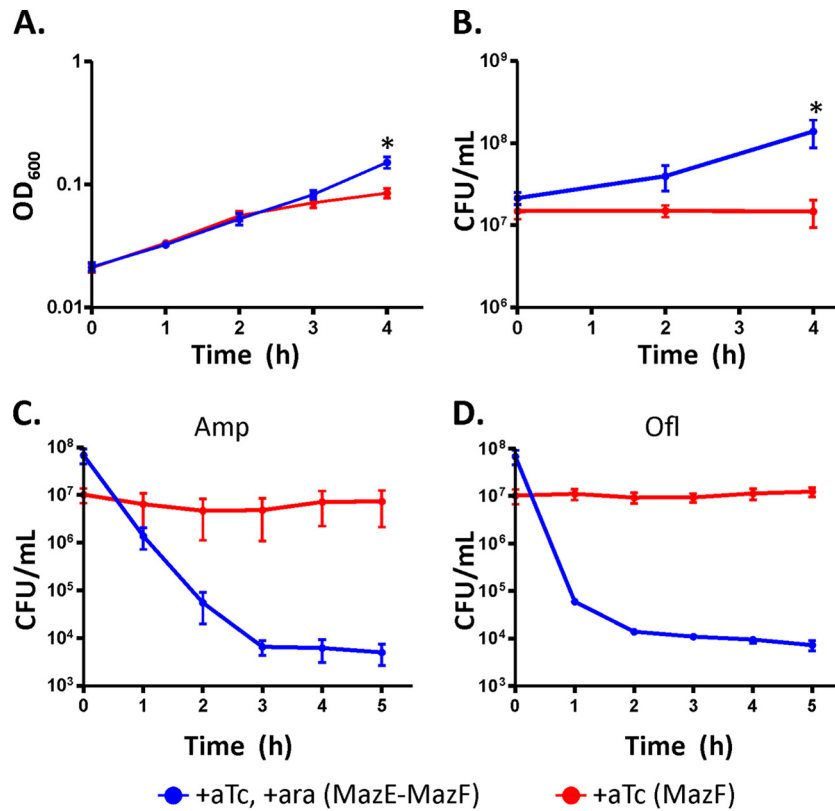 A.
1
0.1
0.01
OD600
*
0 1 2 3 4
Time (h)
B.
10⁹
10⁸
10⁷
10⁶
CFU/mL
*
0 1 2 3 4
Time (h)
C.
Amp
10⁸
10⁷
10⁶
10⁵
10⁴
10³
CFU/mL
0 1 2 3 4 5
Time (h)
D.
Ofl
10⁸
10⁷
10⁶
10⁵
10⁴
10³
CFU/mL
0 1 2 3 4 5
Time (h)
+aTc, +ara (MazE-MazF) +aTc (MazF)